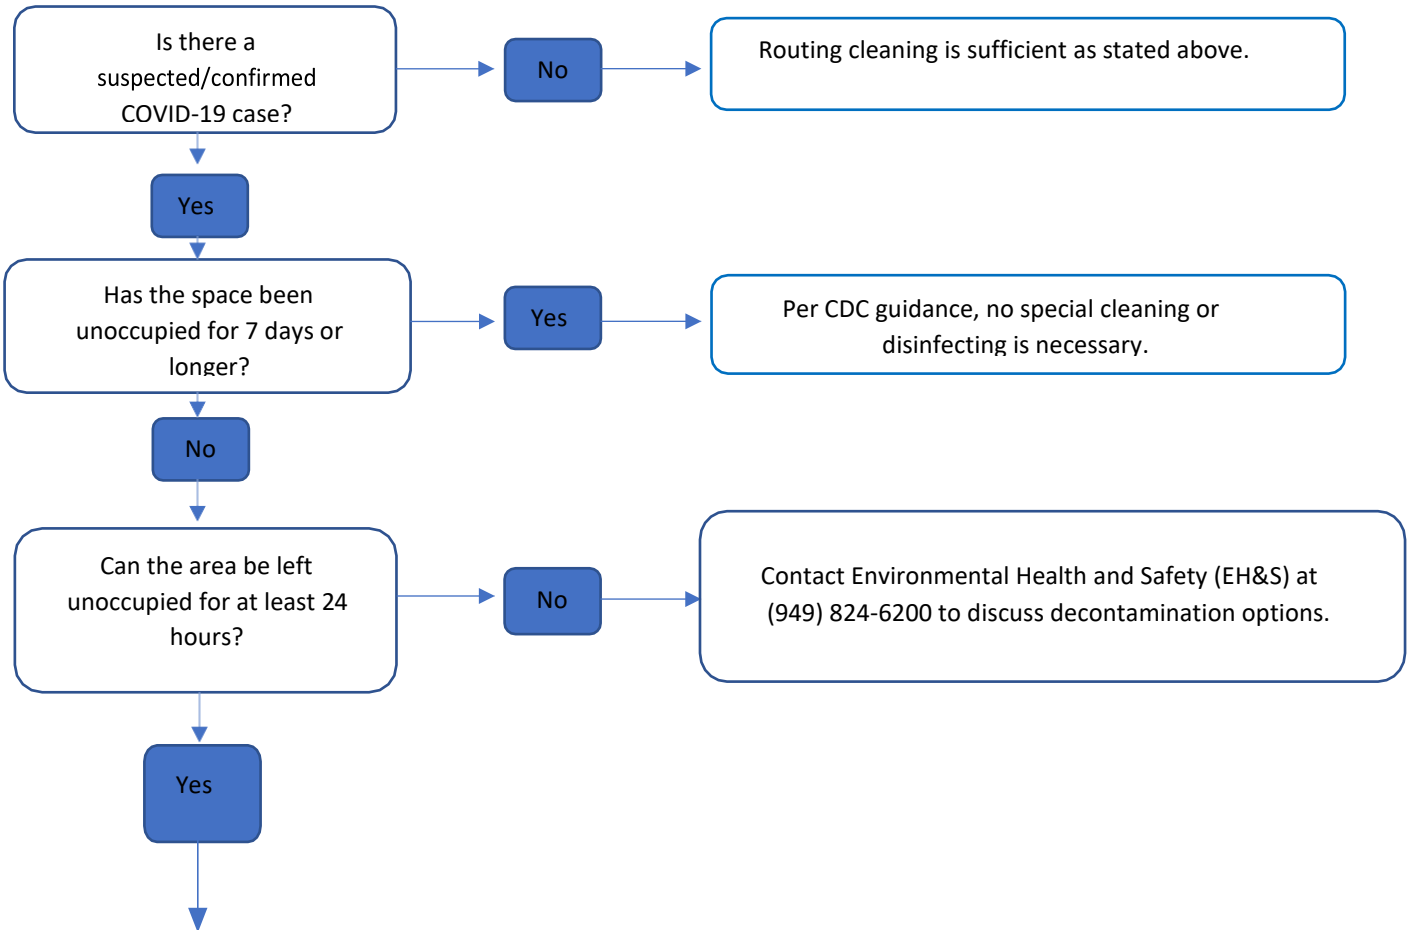 Is there a
suspected/confirmed
COVID-19 case?
No
Routing cleaning is sufficient as stated above.
Yes
Has the space been
unoccupied for 7 days or
longer?
Yes
Per CDC guidance, no special cleaning or
disinfecting is necessary.
No
Can the area be left
unoccupied for at least 24
hours?
No
Contact Environmental Health and Safety (EH&S) at
(949) 824-6200 to discuss decontamination options.
Yes